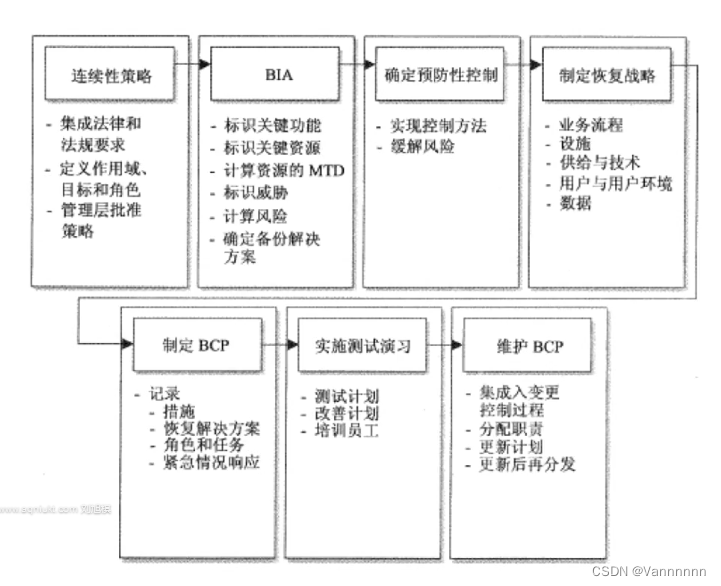 连续性策略
- 集成法律和
法规要求
- 定义作用域、
目标和角色
- 管理层批准
策略
BIA
- 标识关键功能
- 标识关键资源
- 计算资源的 MTD
- 标识威胁
- 计算风险
- 确定备份解决
方案
确定预防性控制
- 实现控制方法
- 缓解风险
制定恢复战略
- 业务流程
- 设施
- 供给与技术
- 用户与用户环境
- 数据
制定 BCP
- 记录
- 措施
- 恢复解决方案
- 角色和任务
- 紧急情况响应
实施测试演习
- 测试计划
- 改善计划
- 培训员工
维护 BCP
- 集成入变更
控制过程
- 分配职责
- 更新计划
- 更新后再分发
CSDN @Vannnnnn